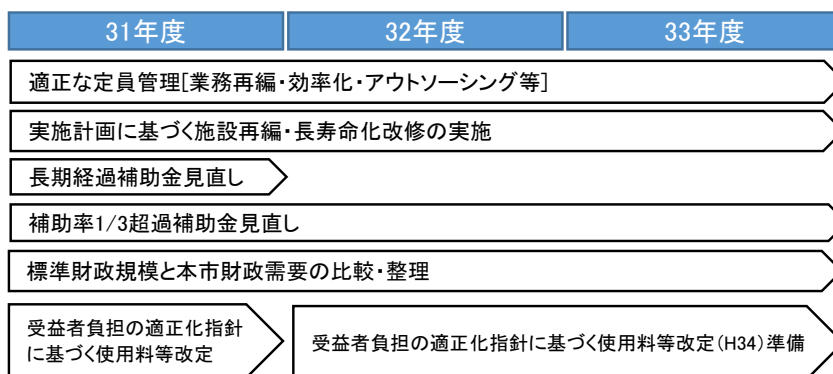 31年度 32年度 33年度
適正な定員管理[業務再編・効率化・アウトソーシング等]
実施計画に基づく施設再編・長寿命化改修の実施
長期経過補助金見直し
補助率1/3超過補助金見直し
標準財政規模と本市財政需要の比較・整理
受益者負担の適正化指針
に基づく使用料等改定
受益者負担の適正化指針に基づく使用料等改定(H34)準備